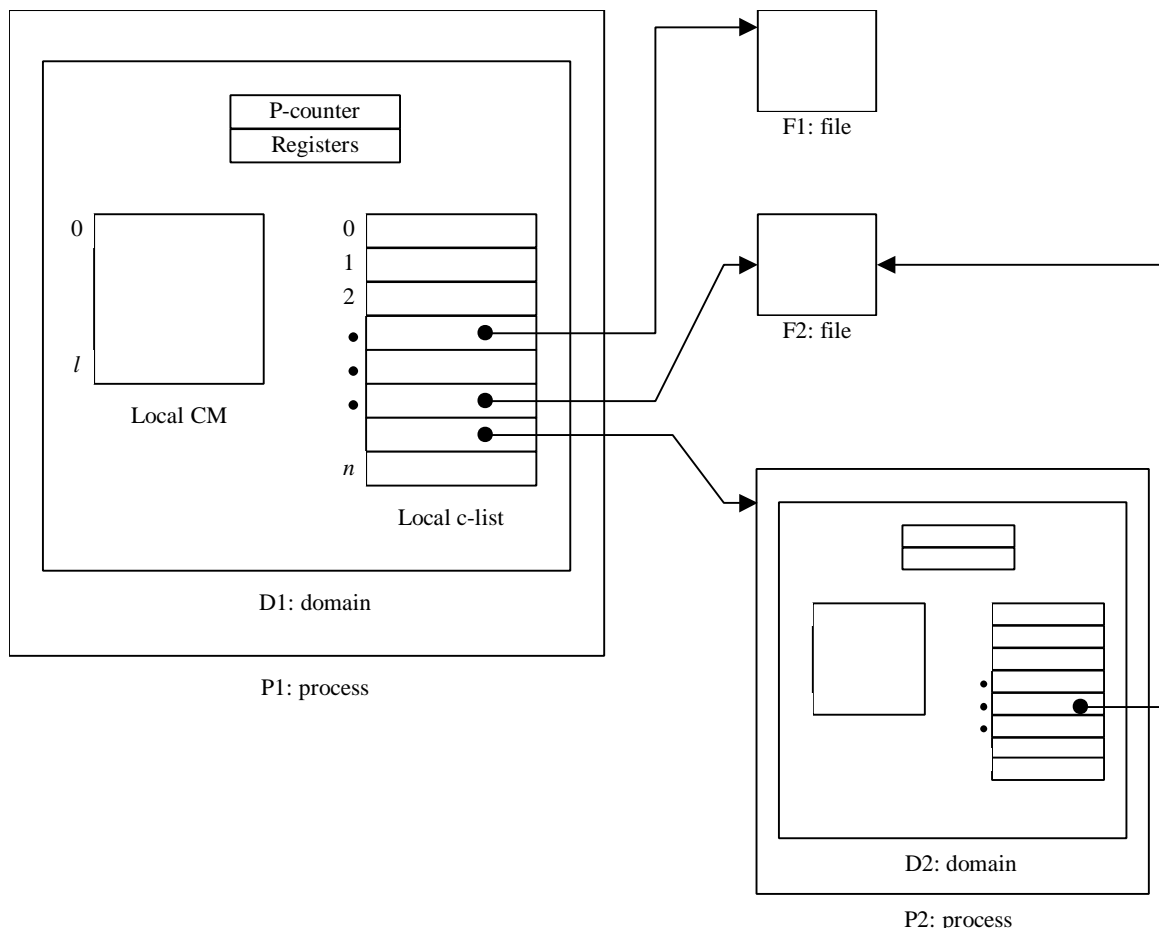 P-counter
Registers
F1: file
0
0
1
2
l
n
Local CM
Local c-list
F2: file
D1: domain
P1: process
D2: domain
P2: process